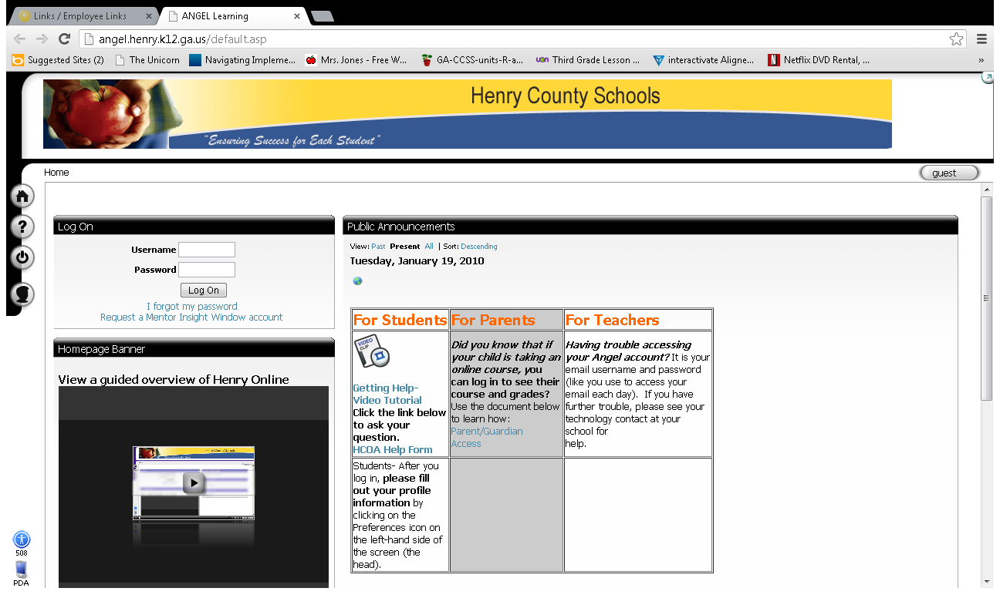 Links / Employee Links
ANGEL Learning
angel.henry.k12.ga.us/default.asp
Suggested Sites (2)
The Unicorn
Navigating Impleme...
Mrs. Jones - Free W...
GA-CCSS-units-R-a...
Third Grade Lesson ...
interactivate Aligne...
Netflix DVD Rental, ...
»
Henry County Schools
"Ensuring Success for Each Student"
Home
guest
Log On
Username
Password
Log On
I forgot my password
Request a Mentor Insight Window account
Homepage Banner
View a guided overview of Henry Online
Public Announcements
View: Past Present All | Sort: Descending
Tuesday, January 19, 2010
For Students
VIDEO
CLIP
Getting Help-
Video Tutorial
Click the link below
to ask your
question.
HCOA Help Form
Students- After you
log in, please fill
out your profile
information by
clicking on the
Preferences icon on
the left-hand side of
the screen (the
head).
For Parents
Did you know that if
your child is taking an
online course, you
can log in to see their
course and grades?
Use the document below
to learn how:
Parent/Guardian
Access
For Teachers
Having trouble accessing
your Angel account? It is your
email username and password
(like you use to access your
email each day).  If you have
further trouble, please see your
technology contact at your
school for
help.
508
PDA